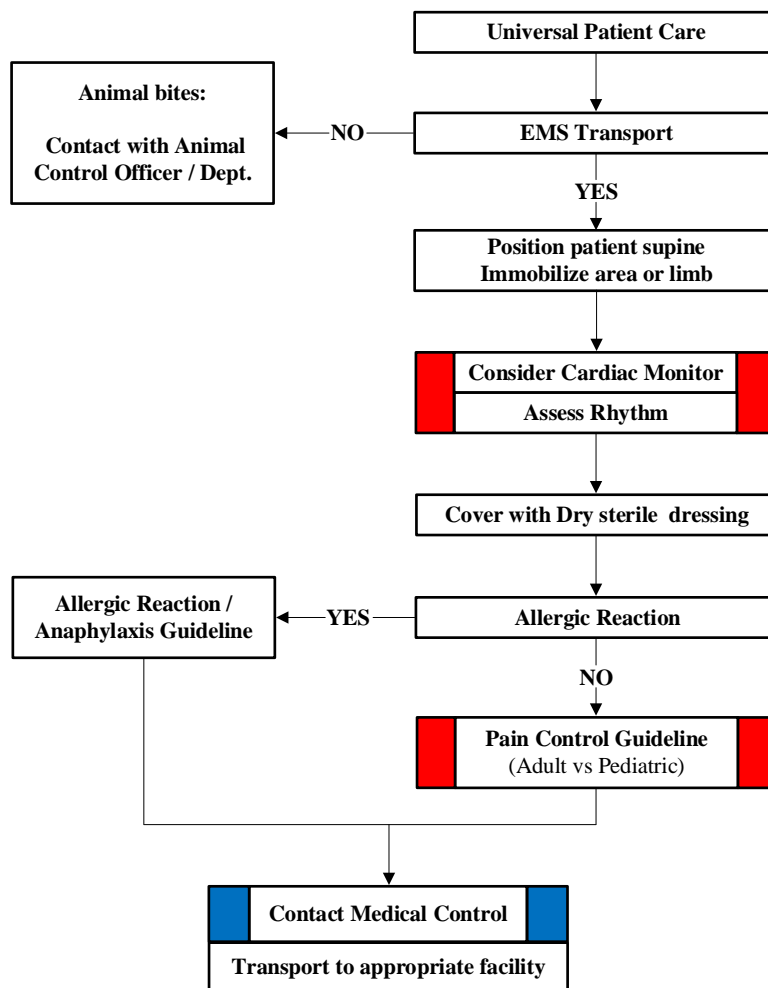 Universal Patient Care
Animal bites:
Contact with Animal
Control Officer / Dept.
NO
EMS Transport
YES
Position patient supine
Immobilize area or limb
Consider Cardiac Monitor
Assess Rhythm
Cover with Dry sterile dressing
Allergic Reaction /
Anaphylaxis Guideline
YES
Allergic Reaction
NO
Pain Control Guideline
(Adult vs Pediatric)
Contact Medical Control
Transport to appropriate facility